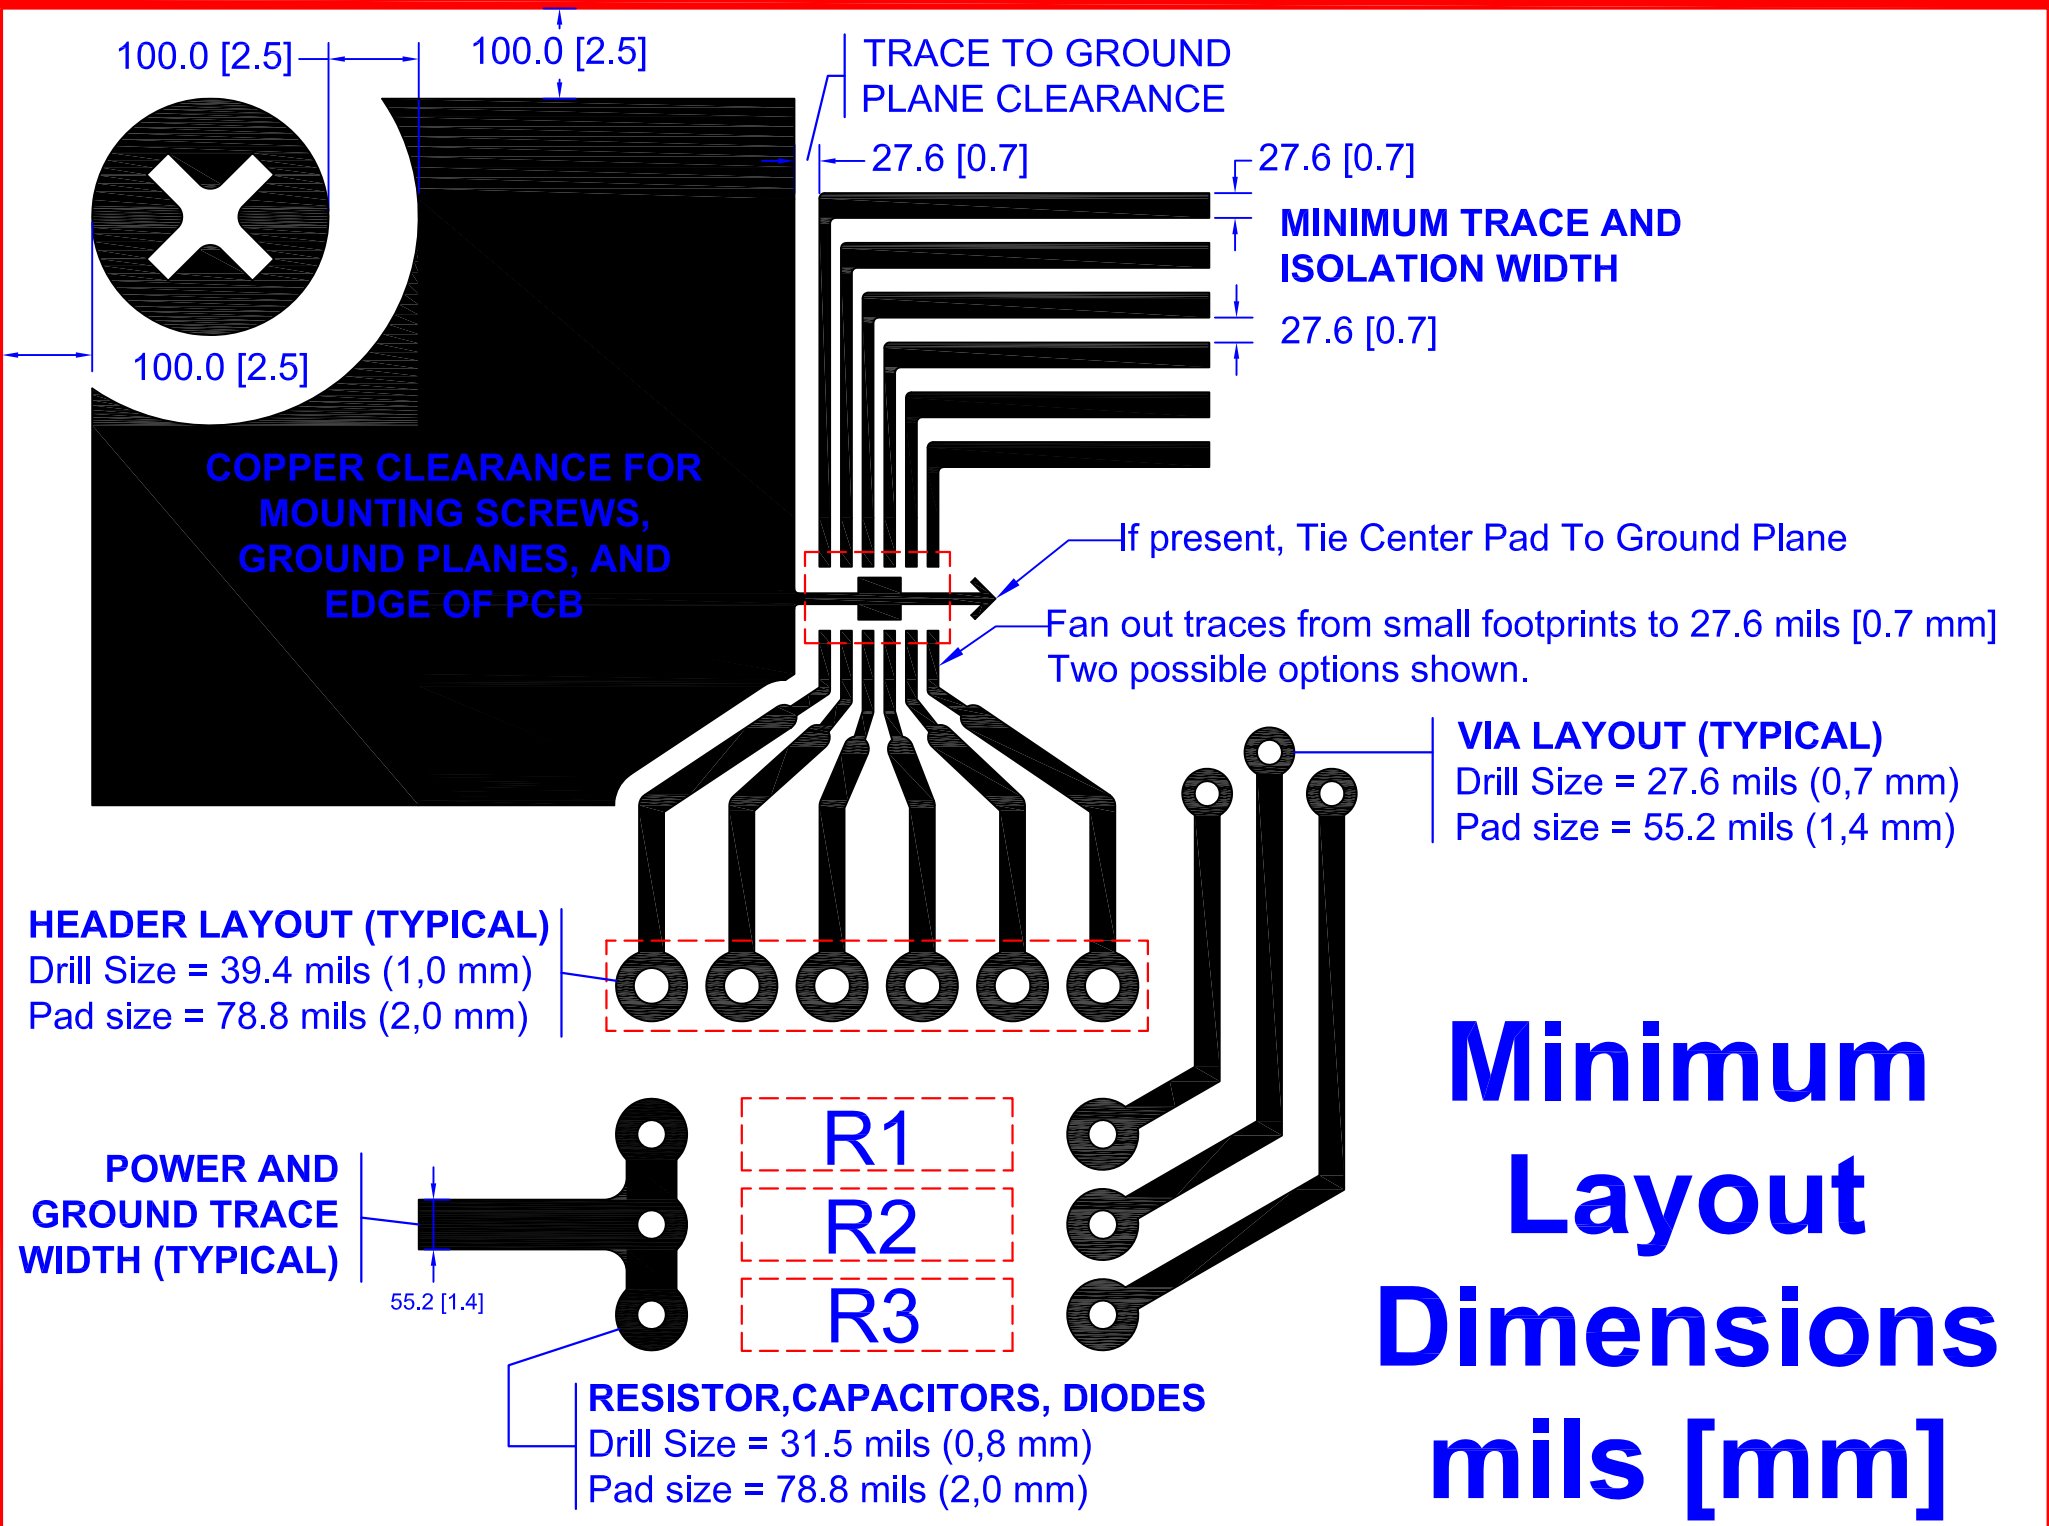 100.0 [2.5]
100.0 [2.5]
TRACE TO GROUND
PLANE CLEARANCE
27.6 [0.7]
27.6 [0.7]
MINIMUM TRACE AND
ISOLATION WIDTH
27.6 [0.7]
100.0 [2.5]
COPPER CLEARANCE FOR
MOUNTING SCREWS,
GROUND PLANES, AND
EDGE OF PCB
If present, Tie Center Pad To Ground Plane
Fan out traces from small footprints to 27.6 mils [0.7 mm]
Two possible options shown.
VIA LAYOUT (TYPICAL)
Drill Size = 27.6 mils (0,7 mm)
Pad size = 55.2 mils (1,4 mm)
HEADER LAYOUT (TYPICAL)
Drill Size = 39.4 mils (1,0 mm)
Pad size = 78.8 mils (2,0 mm)
POWER AND
GROUND TRACE
WIDTH (TYPICAL)
55.2 [1.4]
R1
R2
R3
RESISTOR,CAPACITORS, DIODES
Drill Size = 31.5 mils (0,8 mm)
Pad size = 78.8 mils (2,0 mm)
Minimum
Layout
Dimensions
mils [mm]